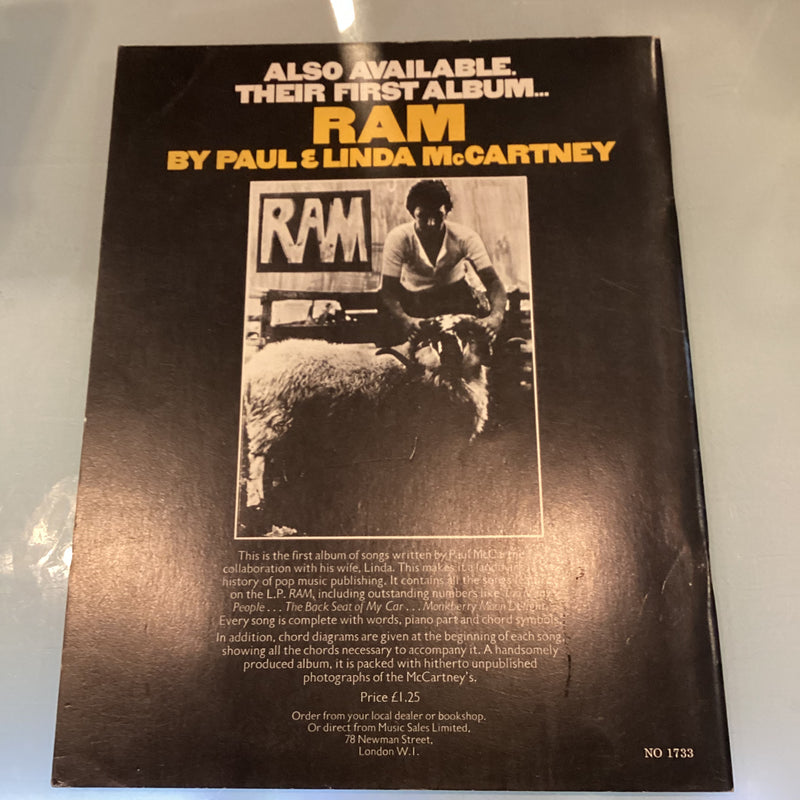 ALSO AVAILABLE.
THEIR FIRST ALBUM...
RAM
BY PAUL & LINDA McCARTNEY
RAM
This is the first album of songs written by Paul McCartney in
collaboration with his wife, Linda. This makes it a landmark in
history of pop music publishing. It contains all the songs
on the L.P. RAM, including outstanding numbers like
People... The Back Seat of My Car... Monkberry Moon Delight.
Every song is complete with words, piano part and chord symbols.
In addition, chord diagrams are given at the beginning of each song,
showing all the chords necessary to accompany it. A handsomely
produced album, it is packed with hitherto unpublished
photographs of the McCartney's.
Price £1.25
Order from your local dealer or bookshop.
Or direct from Music Sales Limited,
78 Newman Street,
London W.1.
NO 1733